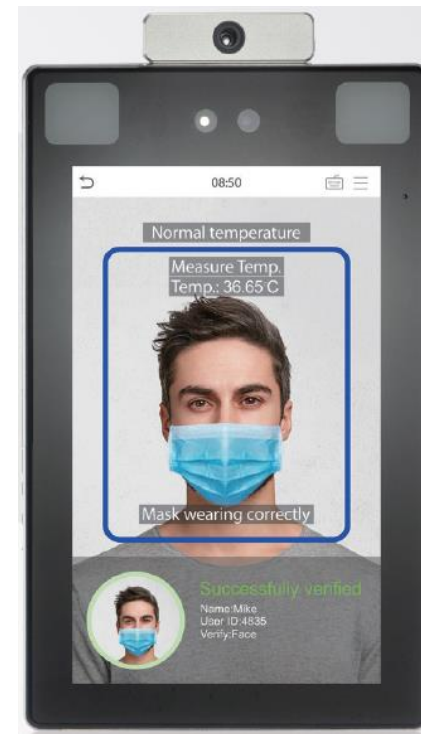 08:50
Normal temperature
Measure Temp.
Temp.: 36.65 C
Mask wearing correctly
Successfully verified
Name:Mike
User ID:4835
Verify:Face